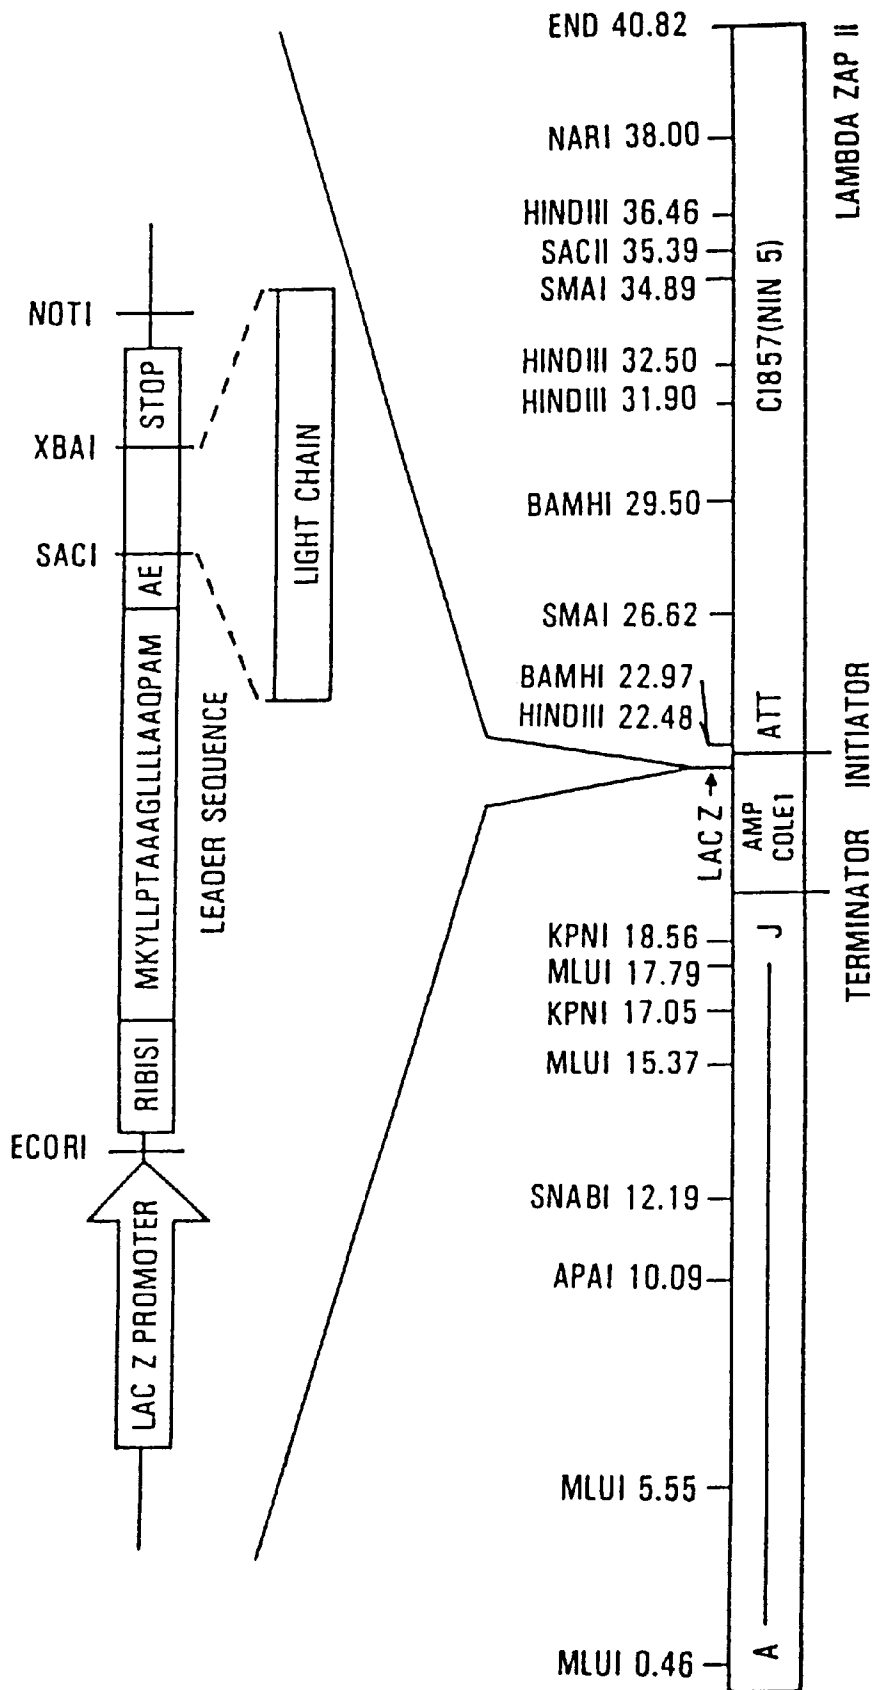 END 40.82
NARI 38.00
HINDIII 36.46
SACII 35.39
SMAI 34.89
HINDIII 32.50
HINDIII 31.90
BAMHI 29.50
SMAI 26.62
BAMHI 22.97
HINDIII 22.48
LAC Z →
KPNI 18.56
MLUI 17.79
KPNI 17.05
MLUI 15.37
SNABI 12.19
APAI 10.09
MLUI 5.55
MLUI 0.46
LAMBDA ZAP II
CI857(NIN 5)
ATT
INITIATOR
AMP
COLE1
TERMINATOR
J
A
NOTI
STOP
XBAI
SACI
AE
LIGHT CHAIN
MKYLLPTAAAGLLLLAAQPAM
LEADER SEQUENCE
RIBISI
ECORI
LAC Z PROMOTER